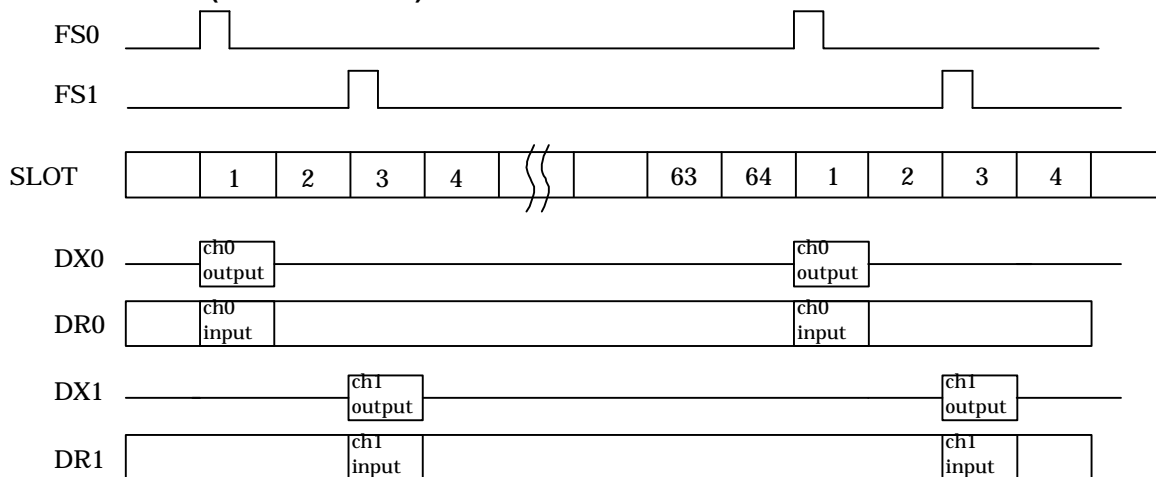 FS0
FS1
SLOT 1 2 3 4 63 64 1 2 3 4
DX0 ch0 output ch0 output
DR0 ch0 input ch0 input
DX1 ch1 output ch1 output
DR1 ch1 input ch1 input